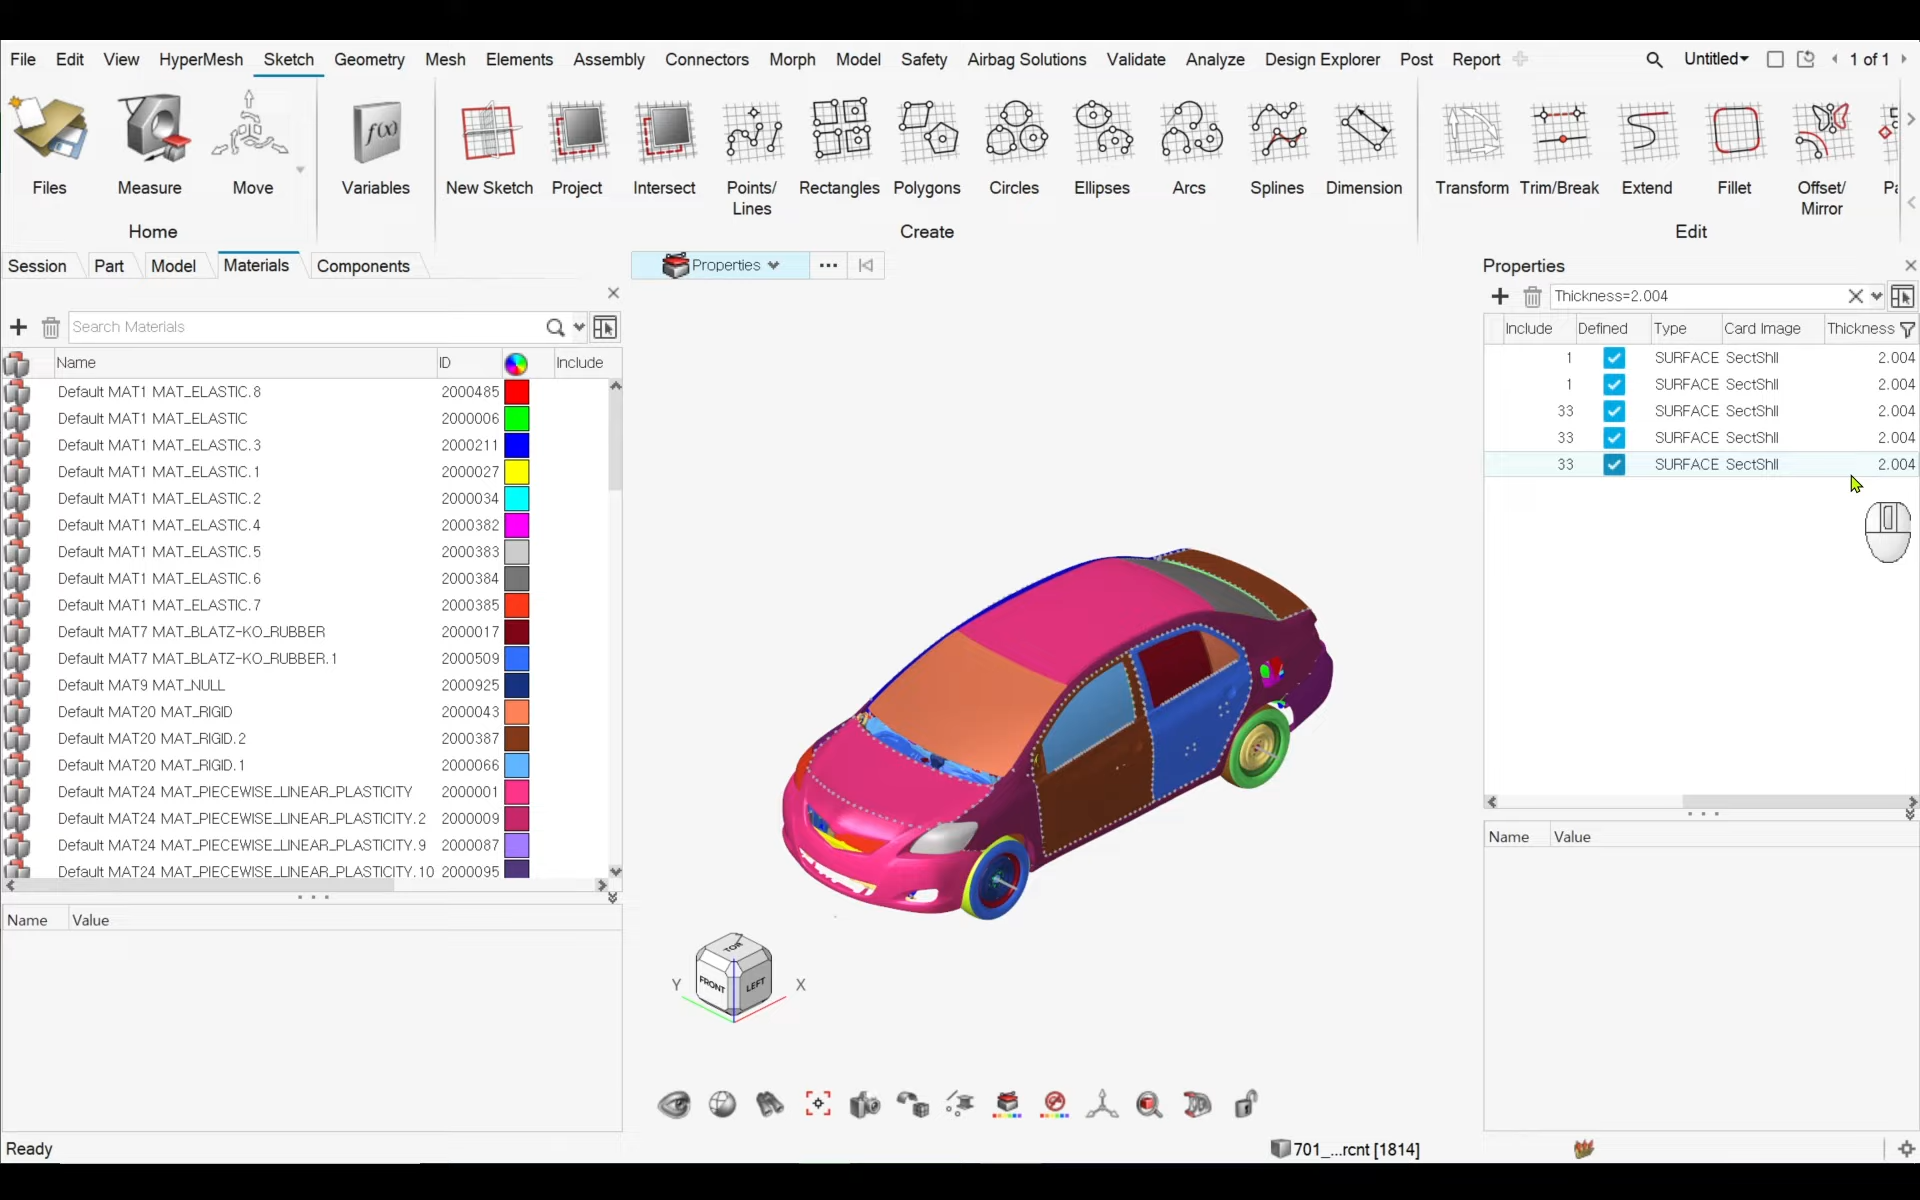 File Edit View HyperMesh Sketch Geometry Mesh Elements Assembly Connectors Morph Model Safety Airbag Solutions Validate Analyze Design Explorer Post Report Untitled 1 of 1
f(x)
Files Measure Move Variables New Sketch Project Intersect Points/ Lines Rectangles Polygons Circles Ellipses Arcs Splines Dimension Transform Trim/Break Extend Fillet Offset/ Mirror
Home Create Edit
Session Part Model Materials Components
Properties
Properties
Search Materials
Thickness=2.004
Name ID Include
Include Defined Type Card Image Thickness
Default MAT1 MAT_ELASTIC.8 2000485
Default MAT1 MAT_ELASTIC 2000006
Default MAT1 MAT_ELASTIC.3 2000211
Default MAT1 MAT_ELASTIC.1 2000027
Default MAT1 MAT_ELASTIC.2 2000034
Default MAT1 MAT_ELASTIC.4 2000382
Default MAT1 MAT_ELASTIC.5 2000383
Default MAT1 MAT_ELASTIC.6 2000384
Default MAT1 MAT_ELASTIC.7 2000385
Default MAT7 MAT_BLATZ-KO_RUBBER 2000017
Default MAT7 MAT_BLATZ-KO_RUBBER.1 2000509
Default MAT9 MAT_NULL 2000925
Default MAT20 MAT_RIGID 2000043
Default MAT20 MAT_RIGID.2 2000387
Default MAT20 MAT_RIGID.1 2000066
Default MAT24 MAT_PIECEWISE_LINEAR_PLASTICITY 2000001
Default MAT24 MAT_PIECEWISE_LINEAR_PLASTICITY.2 2000009
Default MAT24 MAT_PIECEWISE_LINEAR_PLASTICITY.9 2000087
Default MAT24 MAT_PIECEWISE_LINEAR_PLASTICITY.10 2000095
1 SURFACE SectShll 2.004
1 SURFACE SectShll 2.004
33 SURFACE SectShll 2.004
33 SURFACE SectShll 2.004
33 SURFACE SectShll 2.004
Name Value
Name Value
TOP
FRONT LEFT
Y X
Ready
701_...rcnt [1814]